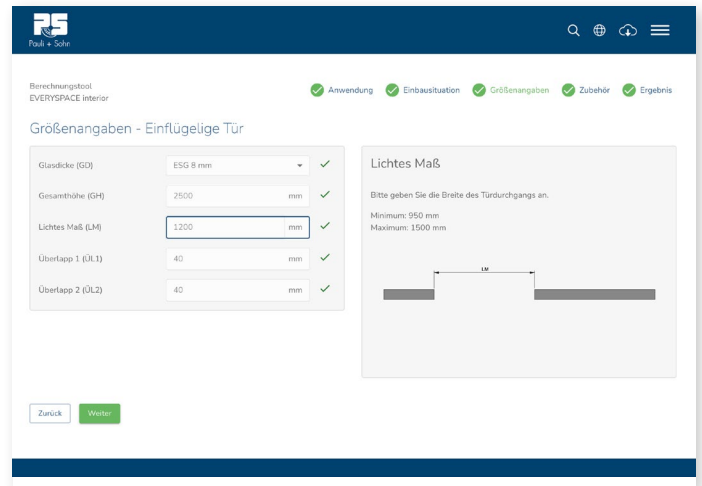 PS
Pauli + Sohn
Berechnungstool
EVERYSPACE interior
Anwendung
Einbausituation
Größenangaben
Zubehör
Ergebnis
Größenangaben - Einflügelige Tür
Glasdicke (GD)
ESG 8 mm
Gesamthöhe (GH)
2500 mm
Lichtes Maß (LM)
1200 mm
Überlapp 1 (ÜL1)
40 mm
Überlapp 2 (ÜL2)
40 mm
Lichtes Maß
Bitte geben Sie die Breite des Türdurchgangs an.
Minimum: 950 mm
Maximum: 1500 mm
LM
Zurück
Weiter